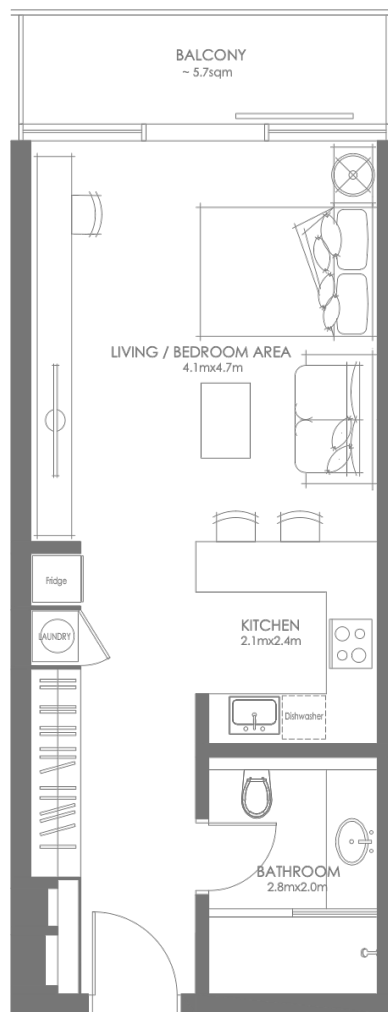 BALCONY
~ 5.7sqm
LIVING / BEDROOM AREA
4.1mx4.7m
Fridge
LAUNDRY
KITCHEN
2.1mx2.4m
Dishwasher
BATHROOM
2.8mx2.0m